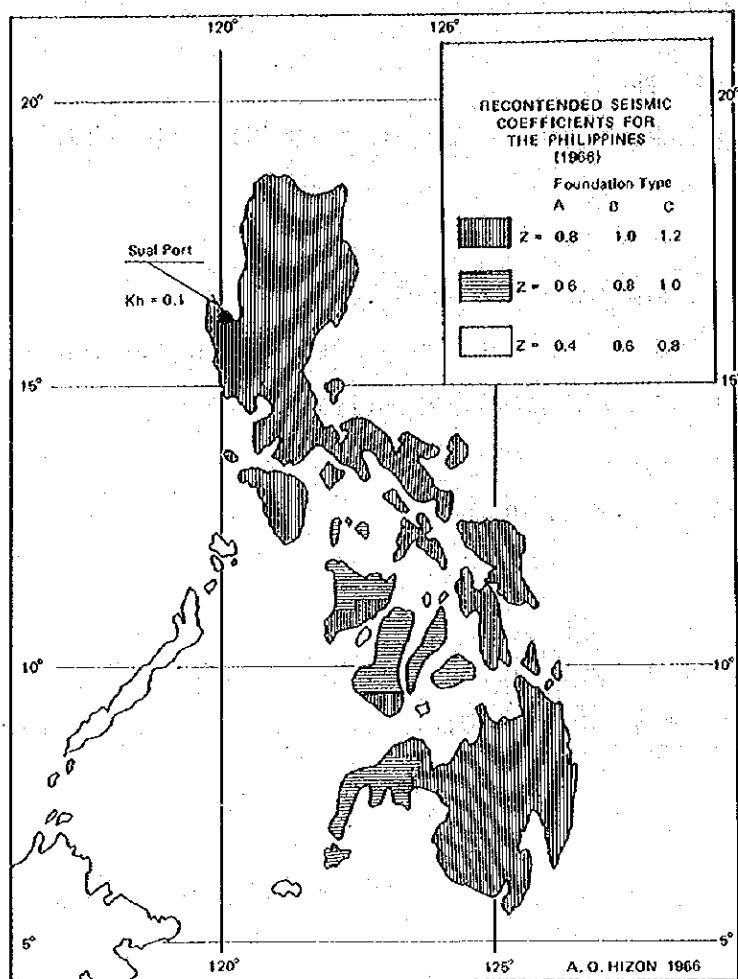 120° 125°
20° 20°
RECONTENDED SEISMIC
COEFFICIENTS FOR
THE PHILIPPINES
(1966)
Foundation Type
A B C
Z = 0.8 1.0 1.2
Z = 0.6 0.8 1.0
Z = 0.4 0.6 0.8
Sual Port
Kh = 0.1
15° 15°
10° 10°
5° 5°
120° 125°
A. O. HIZON 1966